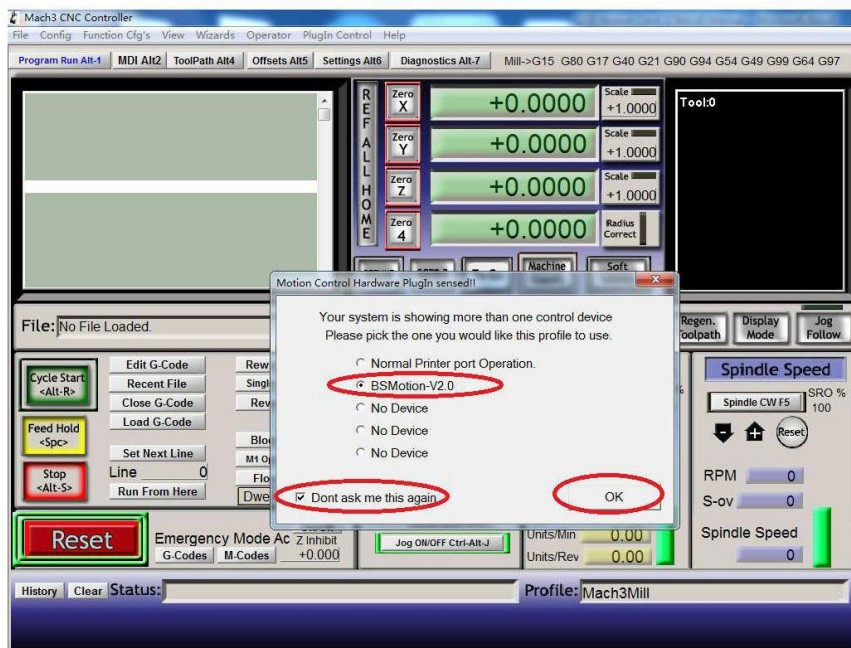 Mach3 CNC Controller
File Config Function Cfg's View Wizards Operator PlugIn Control Help
Program Run Alt-1 MDI Alt2 ToolPath Alt4 Offsets Alt5 Settings Alt6 Diagnostics Alt-7 Mill->G15 G80 G17 G40 G21 G90 G94 G54 G49 G99 G64 G97
REF ALL HOME
Zero X +0.0000 Scale +1.0000
Tool:0
Zero Y +0.0000 Scale +1.0000
Zero Z +0.0000 Scale +1.0000
Zero 4 +0.0000 Radius Correct
Machine Soft
Motion Control Hardware PlugIn sensed!!
Your system is showing more than one control device
Please pick the one you would like this profile to use.
Normal Printer port Operation.
BSMotion-V2.0
No Device
No Device
No Device
Dont ask me this again
OK
File: No File Loaded.
Regen. Toolpath
Display Mode
Jog Follow
Cycle Start <Alt-R>
Feed Hold <Spc>
Stop <Alt-S>
Edit G-Code
Recent File
Close G-Code
Load G-Code
Set Next Line
Line 0
Run From Here
Rew
Singl
Rev
Blo
M1 Op
Flo
Dwe
Spindle Speed
Spindle CW F5
SRO % 100
Reset
RPM 0
S-ov 0
Spindle Speed
0
Reset
Emergency Mode Ac
G-Codes M-Codes
Z Inhibit
+0.000
Jog ON/OFF Ctrl-Alt-J
Units/Min 0.00
Units/Rev 0.00
History Clear Status: Profile: Mach3Mill